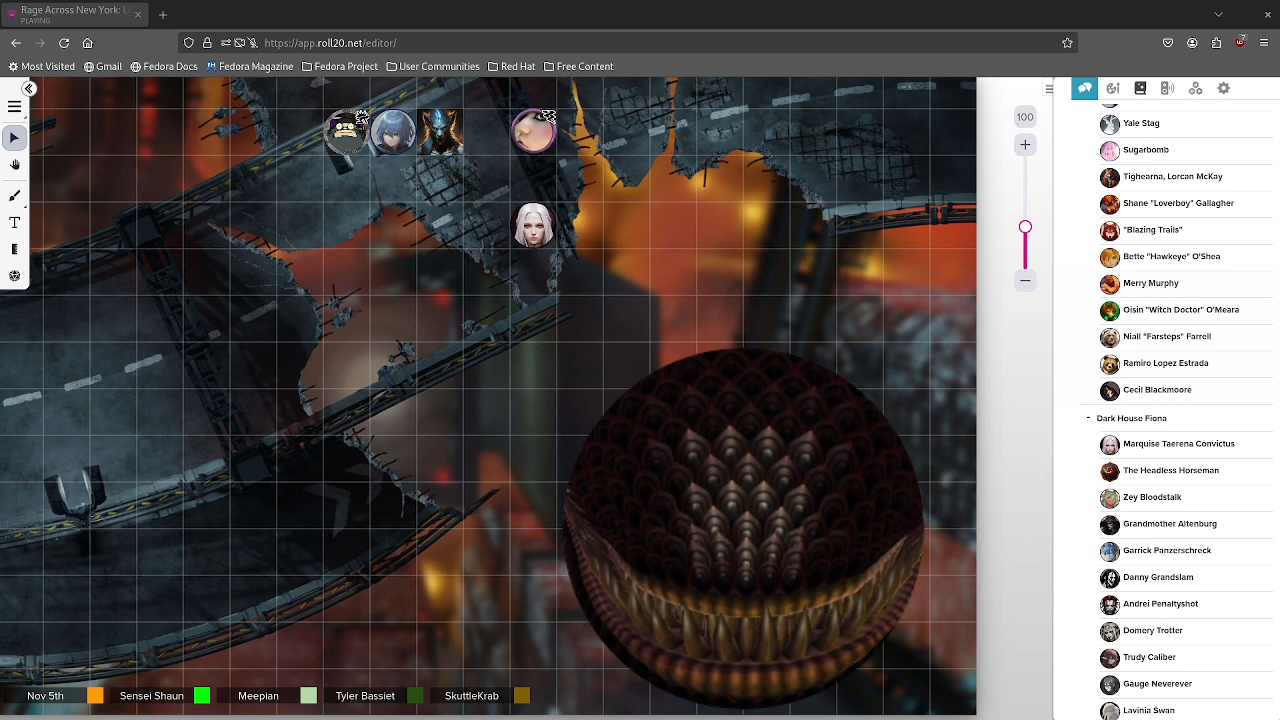 Rage Across New York: L
PLAYING
https://app.roll20.net/editor/
7
Most Visited
Gmail
Fedora Docs
Fedora Magazine
Fedora Project
User Communities
Red Hat
Free Content
100
Yale Stag
Sugarbomb
Tighearna, Lorcan McKay
Shane "Loverboy" Gallagher
"Blazing Trails"
Bette "Hawkeye" O'Shea
Merry Murphy
Oisin "Witch Doctor" O'Meara
Niall "Farsteps" Farrell
Ramiro Lopez Estrada
Cecil Blackmoore
- Dark House Fiona
Marquise Taerena Convictus
The Headless Horseman
Zey Bloodstalk
Grandmother Altenburg
Garrick Panzerschreck
Danny Grandslam
Andrei Penaltyshot
Domery Trotter
Trudy Caliber
Gauge Neverever
Lavinia Swan
Nov 5th
Sensei Shaun
Meepian
Tyler Bassiet
SkuttleKrab